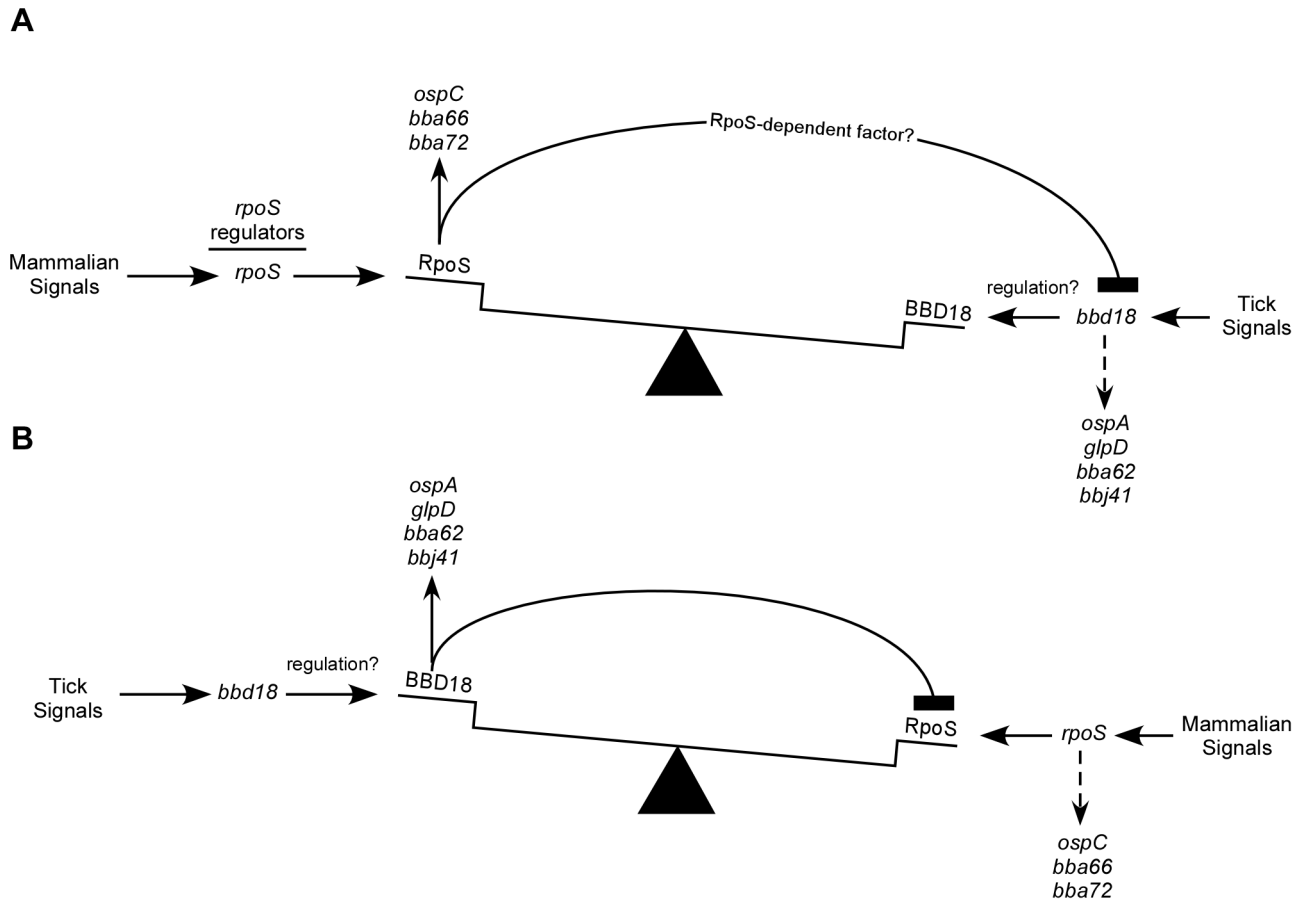 A
ospC
bba66
bba72
RpoS-dependent factor?
rpoS
regulators
Mammalian
Signals
rpoS
RpoS
BBD18
regulation?
bbd18
Tick
Signals
ospA
glpD
bba62
bbj41
B
ospA
glpD
bba62
bbj41
Tick
Signals
bbd18
regulation?
BBD18
RpoS
rpoS
Mammalian
Signals
ospC
bba66
bba72